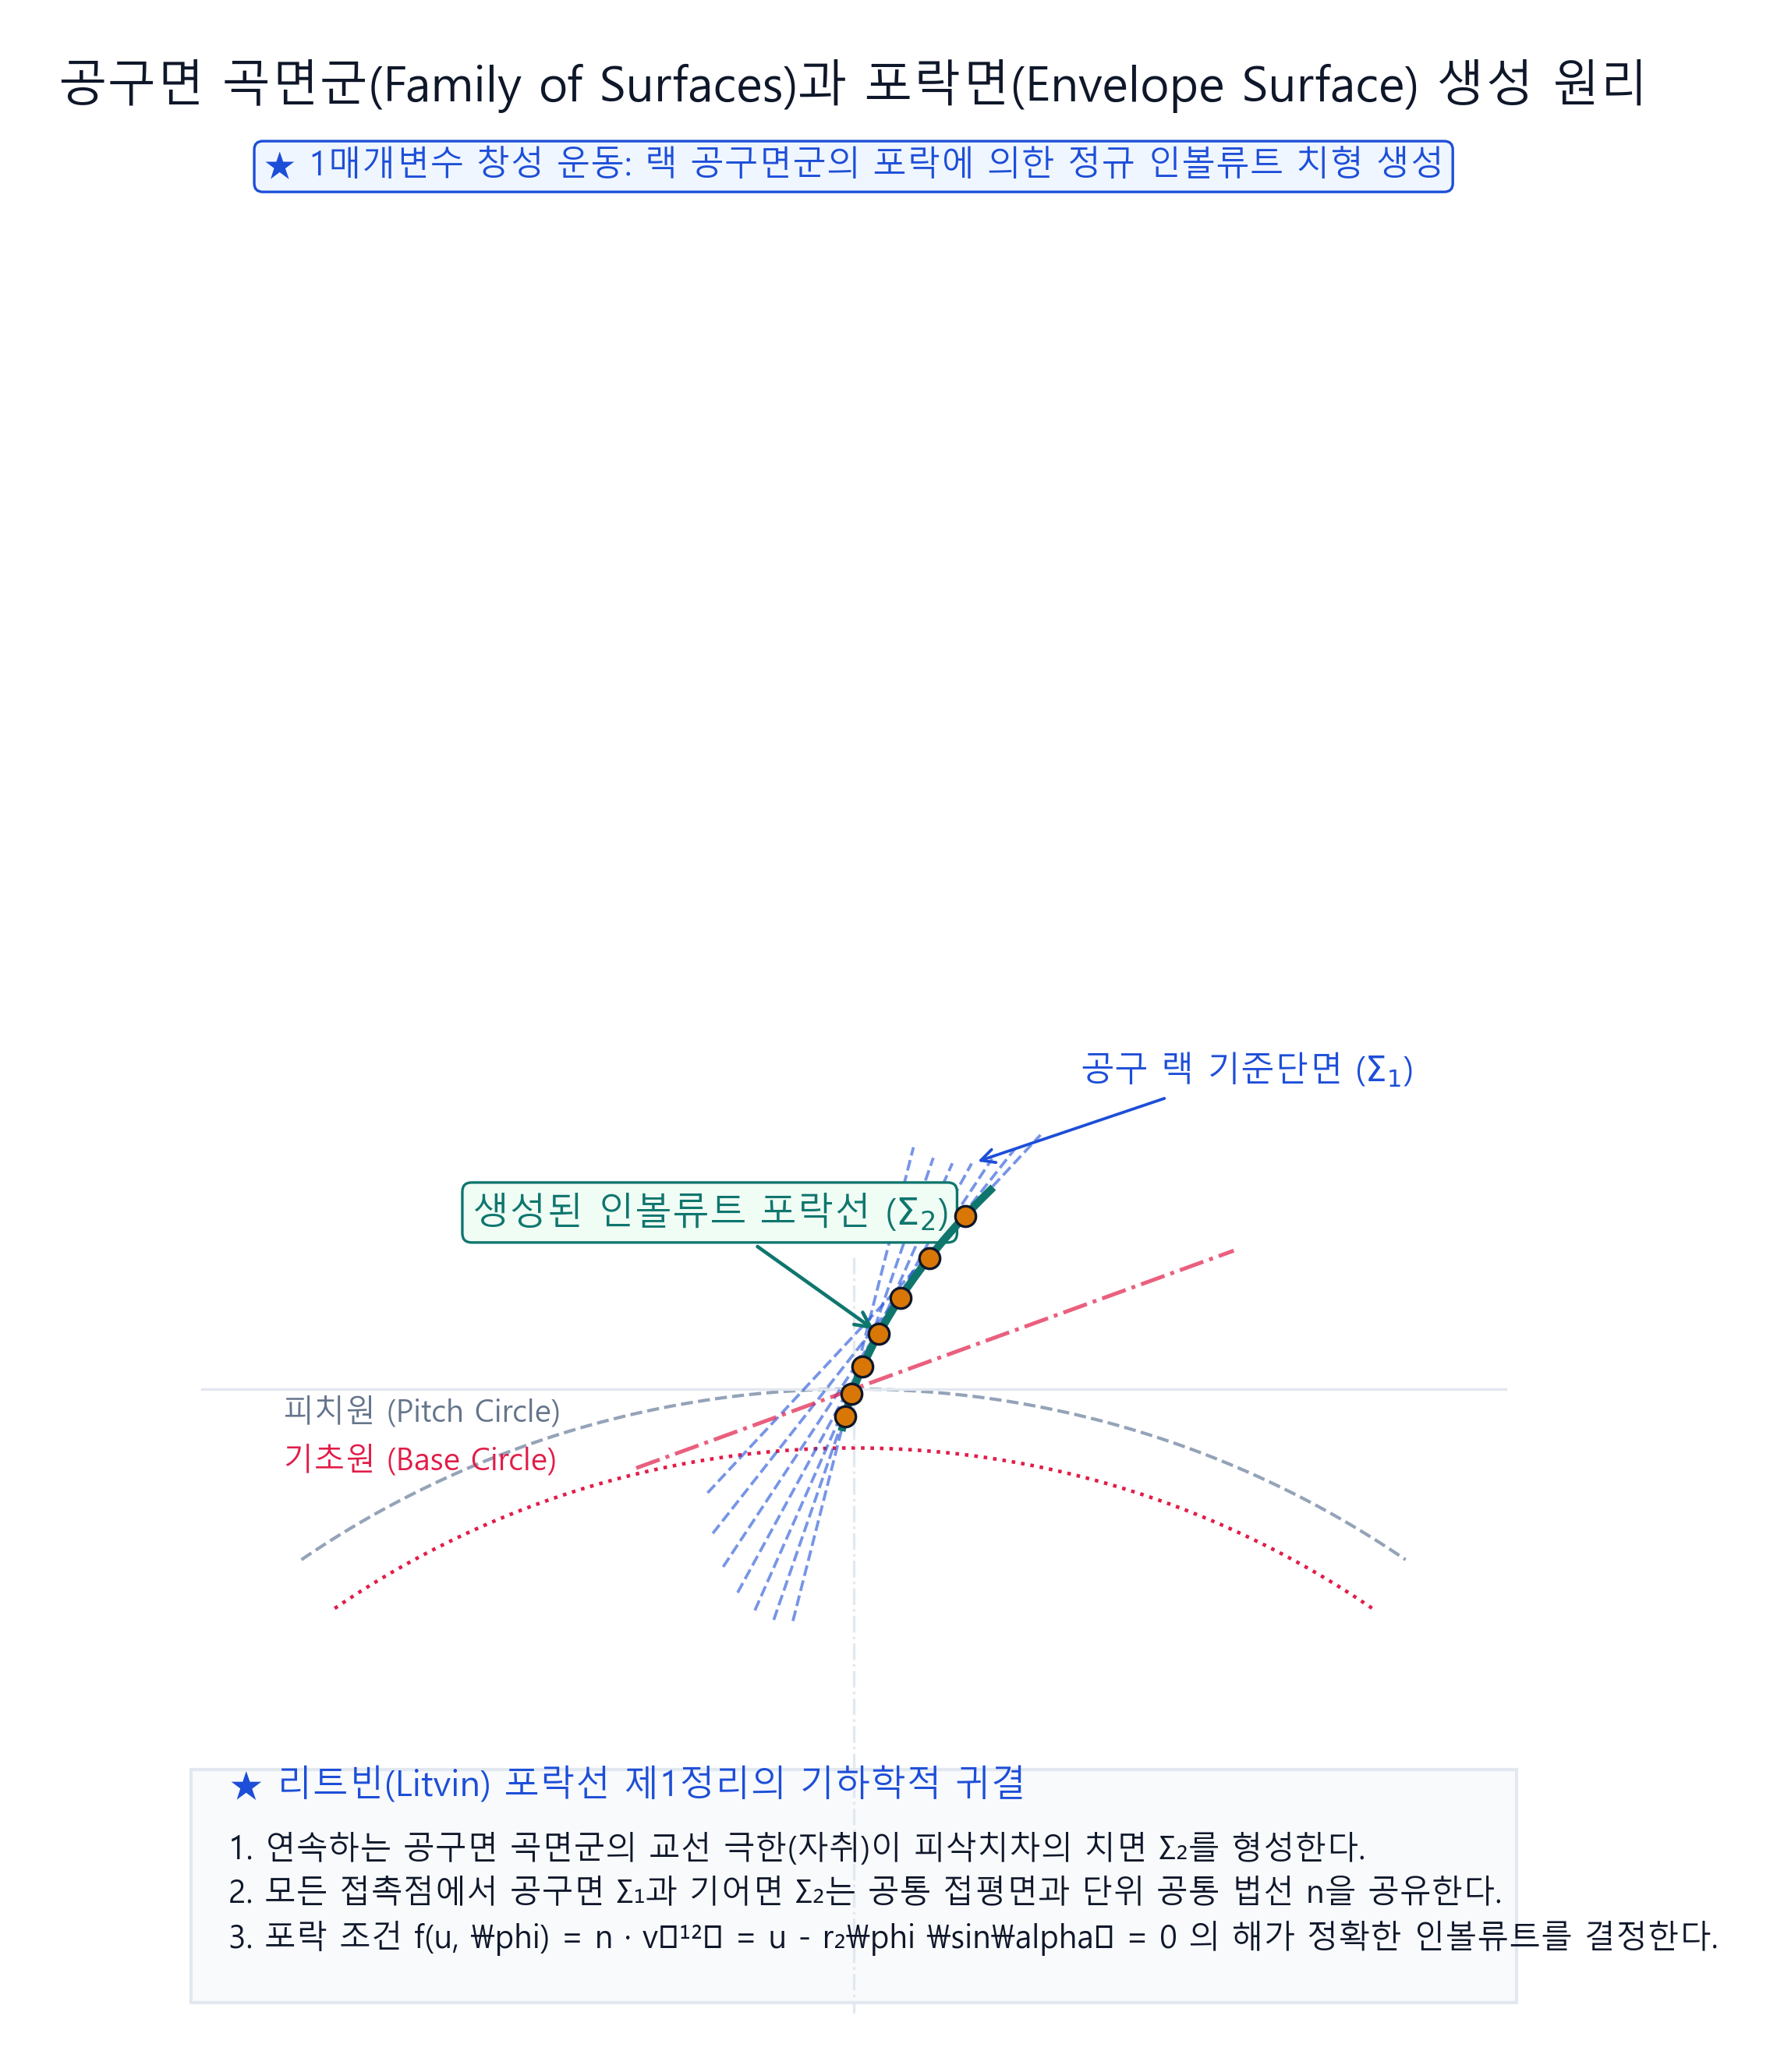 공구면 곡면군(Family of Surfaces)과 포락면(Envelope Surface) 생성 원리
★ 1매개변수 창성 운동: 랙 공구면군의 포락에 의한 정규 인볼류트 치형 생성
공구 랙 기준단면 (Σ₁)
생성된 인볼류트 포락선 (Σ₂)
피치원 (Pitch Circle)
기초원 (Base Circle)
★ 리트빈(Litvin) 포락선 제1정리의 기하학적 귀결
1. 연속하는 공구면 곡면군의 교선 극한(자취)이 피삭치차의 치면 Σ₂를 형성한다.
2. 모든 접촉점에서 공구면 Σ₁과 기어면 Σ₂는 공통 접평면과 단위 공통 법선 n을 공유한다.
3. 포락 조건 f(u, ₩phi) = n · v□¹²□ = u - r₂₩phi ₩sin₩alpha□ = 0 의 해가 정확한 인볼류트를 결정한다.